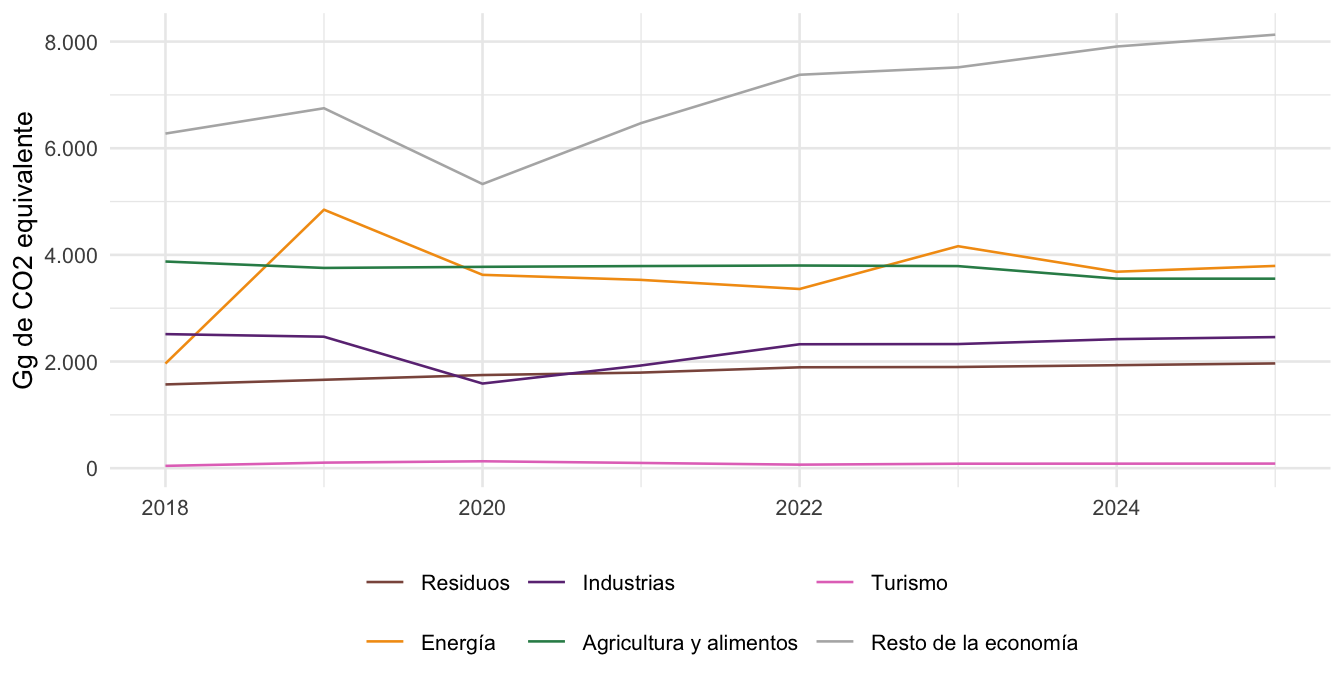 Gg de CO2 equivalente
8.000
6.000
4.000
2.000
0
2018 2020 2022 2024
Residuos Industrias Turismo
Energía Agricultura y alimentos Resto de la economía